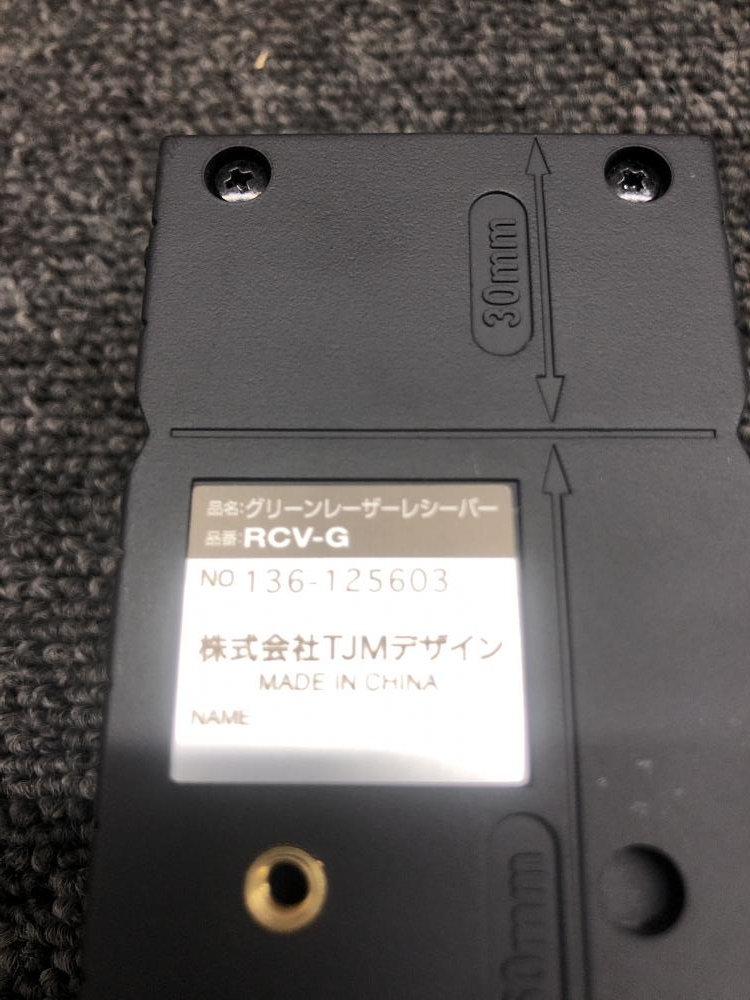 30mm
品名:グリーンレーザーレシーバー
品番:RCV-G
NO 136-125603
株式会社TJMデザイン
MADE IN CHINA
NAME